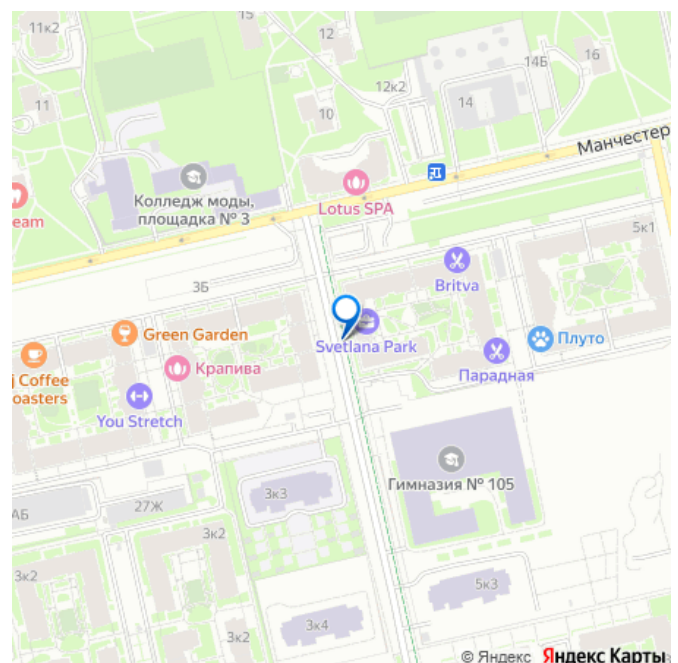 11к2
15
12
16
14Б
12к2
14
11
10
Манчестер
Колледж моды,
площадка № 3
eam
Lotus SPA
5к1
Britva
3Б
Green Garden
Svetlana Park
Плуто
Крапива
Парадная
j Coffee
oasters
You Stretch
Гимназия № 105
3к3
27Ж
АБ
3к2
3к2
5к3
3к4
3к2
© Яндекс Яндекс Карты